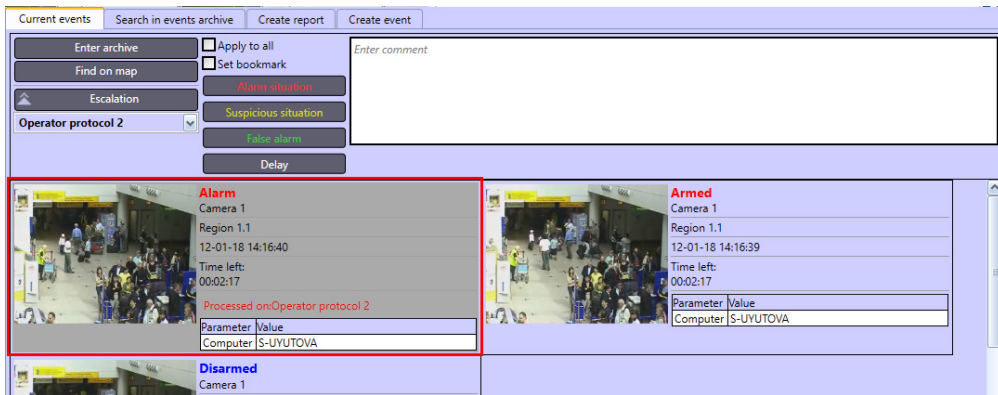 Current events
Search in events archive
Create report
Create event
Enter archive
Find on map
Escalation
Operator protocol 2
Apply to all
Set bookmark
Alarm situation
Suspicious situation
False alarm
Delay
Enter comment
Alarm
Camera 1
Region 1.1
12-01-18 14:16:40
Time left:
00:02:17
Processed on:Operator protocol 2
Parameter Value
Computer S-UYUTOVA
Armed
Camera 1
Region 1.1
12-01-18 14:16:39
Time left:
00:02:17
Parameter Value
Computer S-UYUTOVA
Disarmed
Camera 1